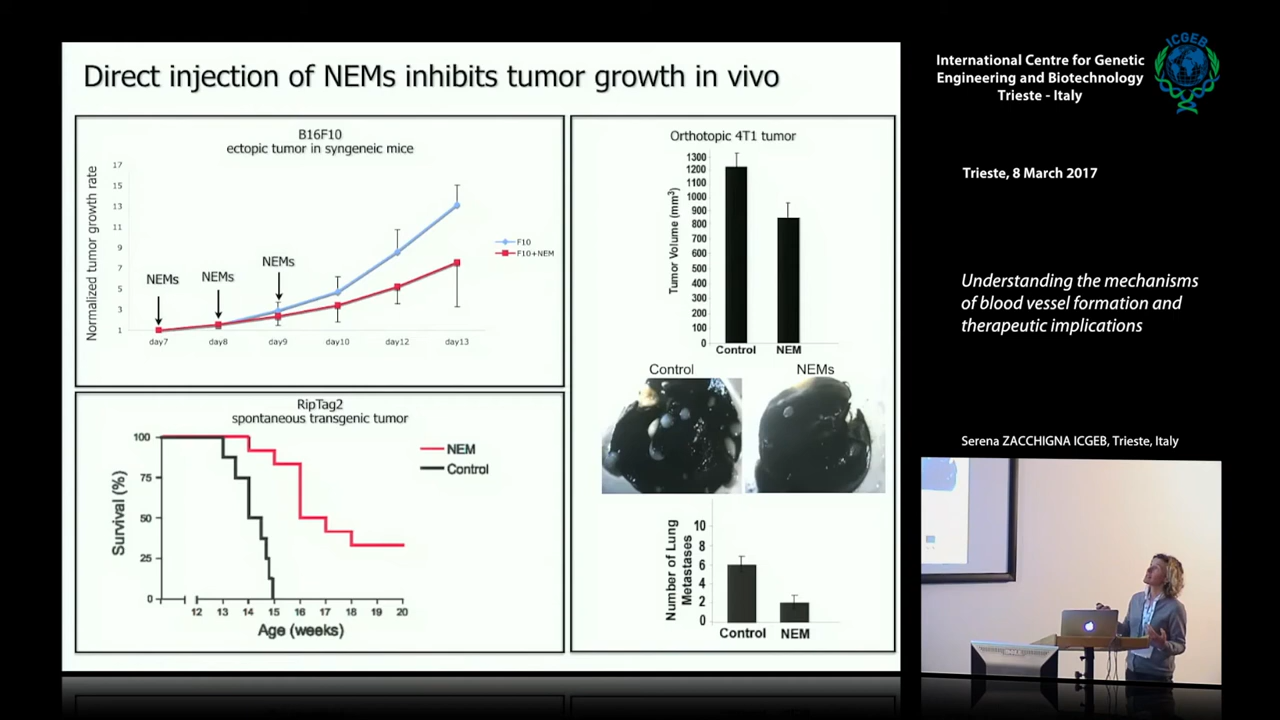 Direct injection of NEMs inhibits tumor growth in vivo
B16F10
ectopic tumor in syngeneic mice
Normalized tumor growth rate
17
15
13
11
9
7
5
3
1
NEMs
NEMs
NEMs
F10
F10+NEM
day7
day8
day9
day10
day12
day13
RipTag2
spontaneous transgenic tumor
Survival (%)
100
75
50
25
0
NEM
Control
12
13
14
15
16
17
18
19
20
Age (weeks)
Orthotopic 4T1 tumor
Tumor Volume (mm³)
1300
1200
1100
1000
900
800
700
600
500
400
300
200
100
0
Control
NEM
Control
NEMs
Number of Lung
Metastases
10
8
6
4
2
0
Control
NEM
ICGEB
International Centre for Genetic
Engineering and Biotechnology
Trieste - Italy
Trieste, 8 March 2017
Understanding the mechanisms
of blood vessel formation and
therapeutic implications
Serena ZACCHIGNA ICGEB, Trieste, Italy